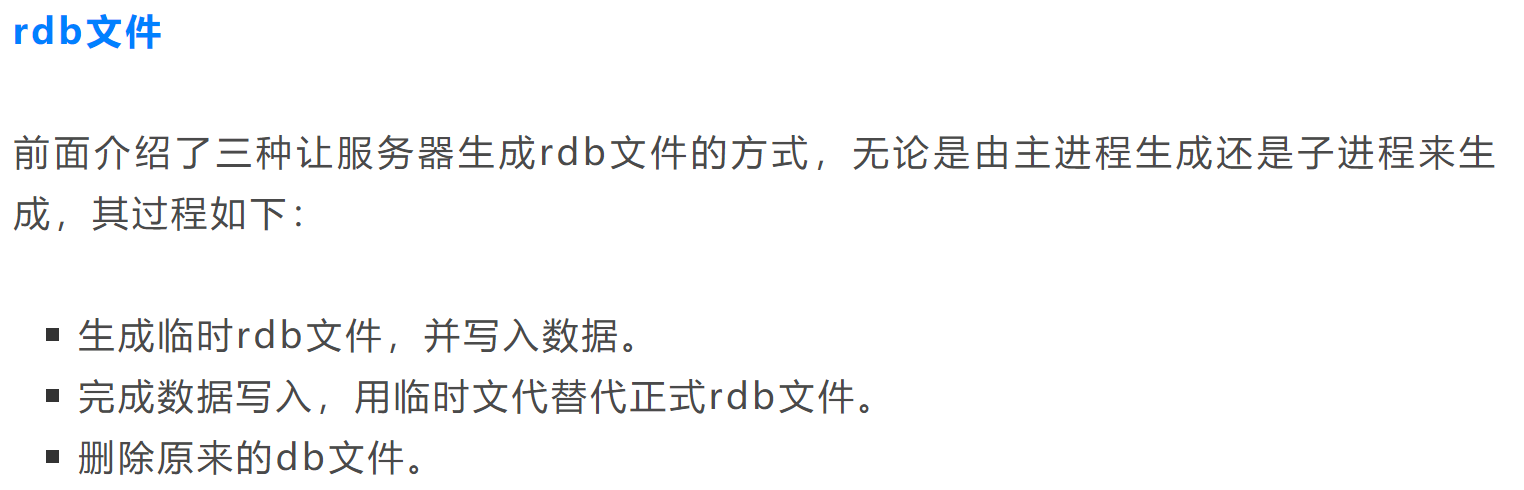 rdb文件
前面介绍了三种让服务器生成rdb文件的方式，无论是由主进程生成还是子进程来生
成，其过程如下：
生成临时rdb文件，并写入数据。
完成数据写入，用临时文代替代正式rdb文件。
删除原来的db文件。